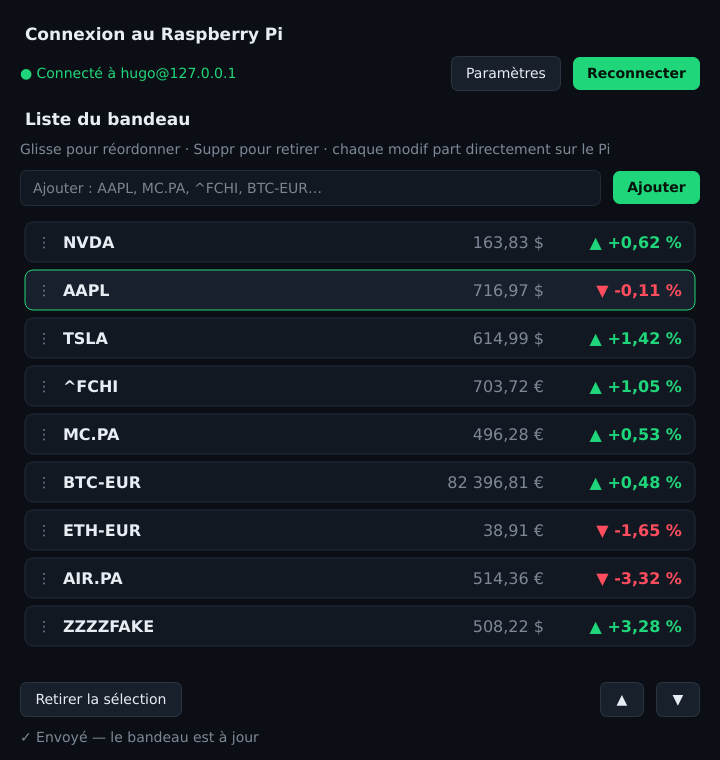 Connexion au Raspberry Pi
● Connecté à hugo@127.0.0.1
Paramètres
Reconnecter
Liste du bandeau
Glisse pour réordonner · Suppr pour retirer · chaque modif part directement sur le Pi
Ajouter : AAPL, MC.PA, ^FCHI, BTC-EUR…
Ajouter
⋮ NVDA 163,83 $ ▲ +0,62 %
⋮ AAPL 716,97 $ ▼ -0,11 %
⋮ TSLA 614,99 $ ▲ +1,42 %
⋮ ^FCHI 703,72 € ▲ +1,05 %
⋮ MC.PA 496,28 € ▲ +0,53 %
⋮ BTC-EUR 82 396,81 € ▲ +0,48 %
⋮ ETH-EUR 38,91 € ▼ -1,65 %
⋮ AIR.PA 514,36 € ▼ -3,32 %
⋮ ZZZZFAKE 508,22 $ ▲ +3,28 %
Retirer la sélection
▲ ▼
✓ Envoyé — le bandeau est à jour